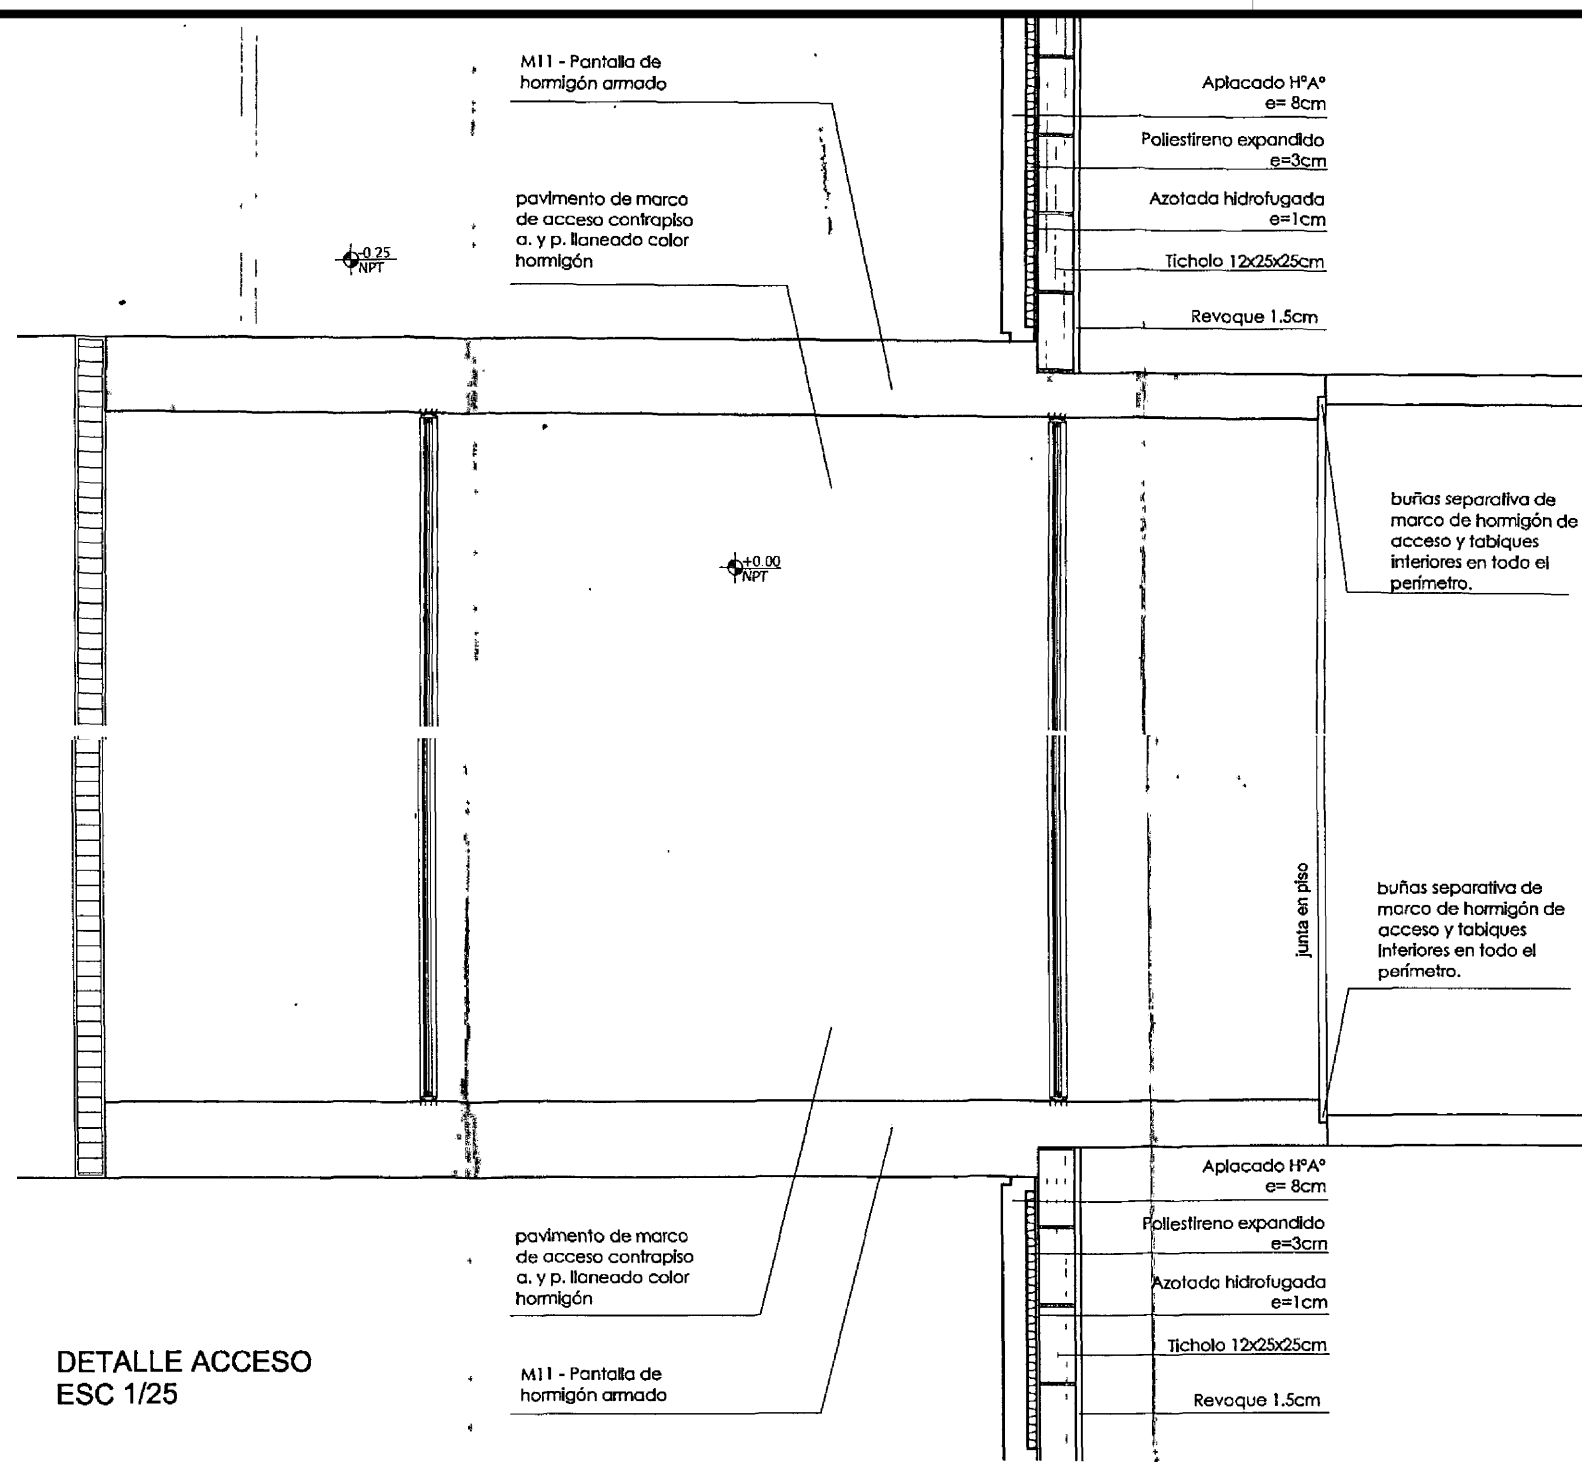 M11 - Pantalla de
hormigón armado
Aplacado HºAº
e= 8cm
Poliestireno expandido
e=3cm
pavimento de marco
de acceso contrapiso
a. y p. llaneado color
hormigón
Azotada hidrofugada
e=1cm
-0.25
NPT
Ticholo 12x25x25cm
Revoque 1.5cm
buñas separativa de
marco de hormigón de
acceso y tabiques
interiores en todo el
perímetro.
+0.00
NPT
junta en piso
buñas separativa de
marco de hormigón de
acceso y tabiques
interiores en todo el
perímetro.
Aplacado HºAº
e= 8cm
Poliestireno expandido
e=3cm
pavimento de marco
de acceso contrapiso
a. y p. llaneado color
hormigón
Azotada hidrofugada
e=1cm
Ticholo 12x25x25cm
DETALLE ACCESO
ESC 1/25
M11 - Pantalla de
hormigón armado
Revoque 1.5cm